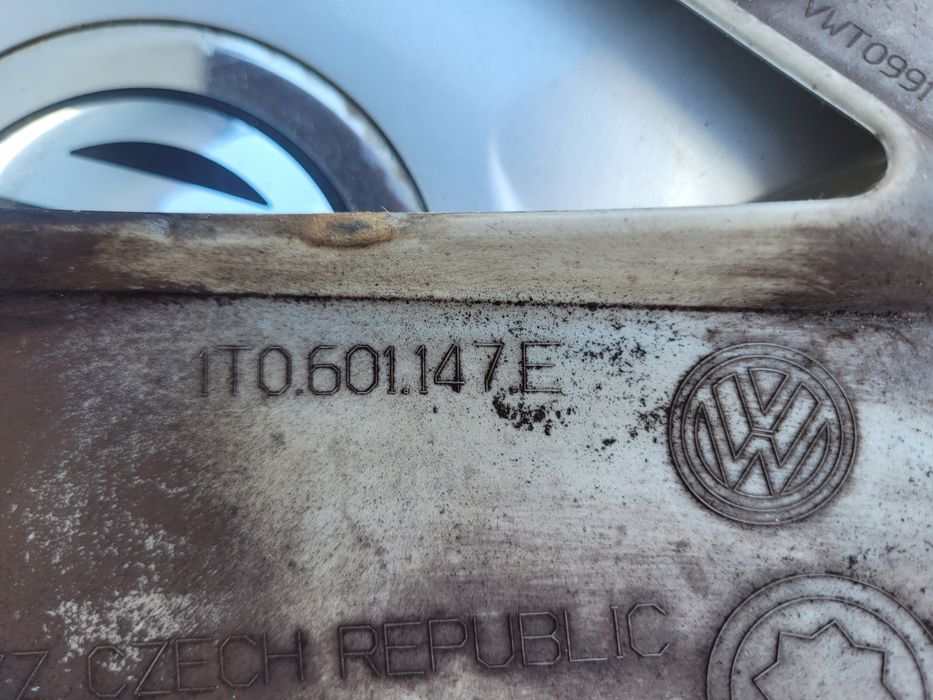 VWT0991
1T0.601.147.E
CZECH REPUBLIC